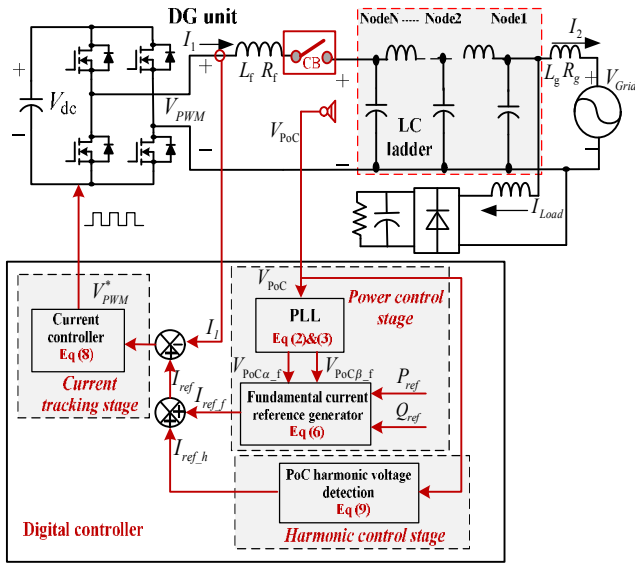 DG unit
NodeN ----- Node2 Node1
I1
I2
+
Lf Rf
CB
+
Lg Rg
+
VGrid
+
Vdc
VPWM
VPoC
LC
ladder
ILoad
VPoC
Power control
stage
V*PWM
Current
controller
Eq (8)
Current
tracking stage
I1
Iref
PLL
Eq (2)&(3)
VPoCα_f
VPoCβ_f
Iref_f
Fundamental current
reference generator
Eq (6)
Pref
Qref
Iref_h
PoC harmonic voltage
detection
Eq (9)
Harmonic control stage
Digital controller